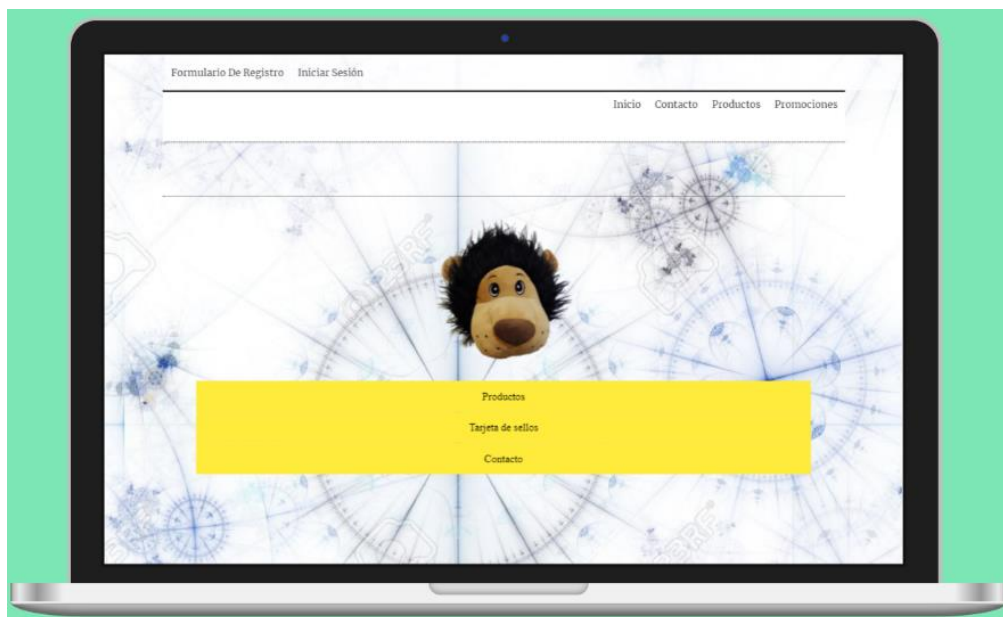 Formulario De Registro Iniciar Sesión
Inicio Contacto Productos Promociones
Productos
Tarjeta de sellos
Contacto